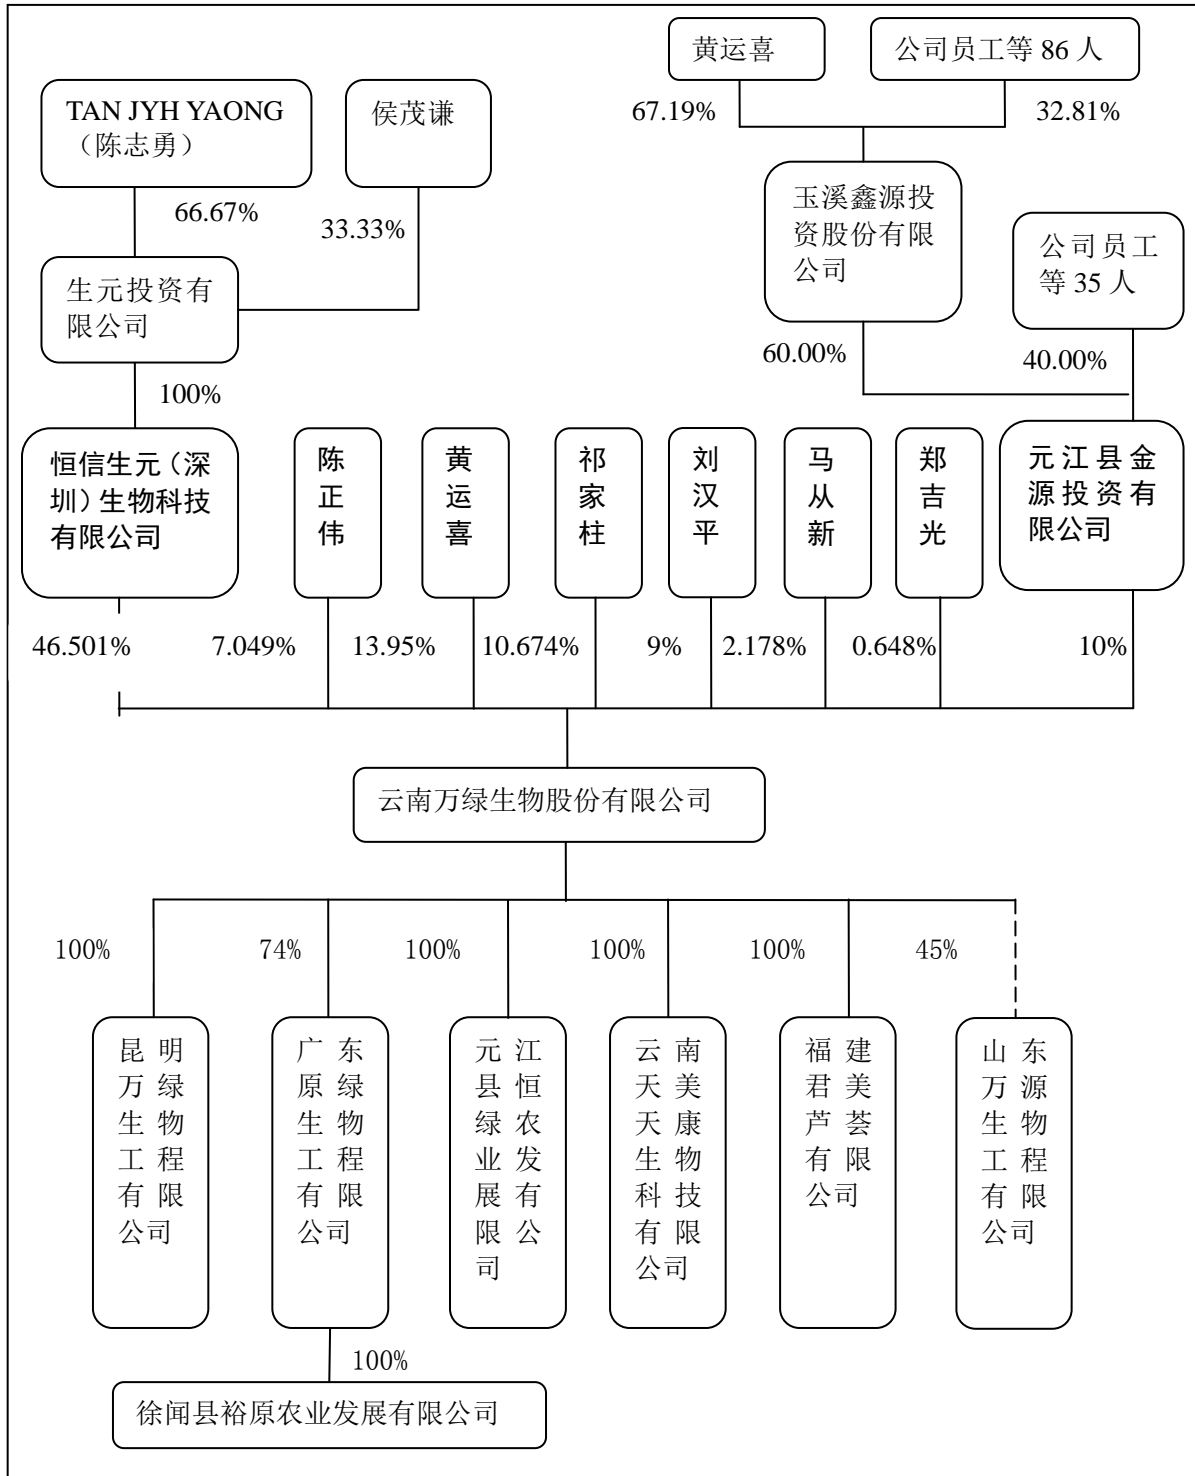 黄运喜
公司员工等 86 人
67.19%
32.81%
TAN JYH YAONG
（陈志勇）
侯茂谦
66.67%
33.33%
玉溪鑫源投
资股份有限
公司
公司员工
等 35 人
生元投资有
限公司
60.00%
40.00%
100%
恒信生元（深
圳）生物科技
有限公司
陈
正
伟
黄
运
喜
祁
家
柱
刘
汉
平
马
从
新
郑
吉
光
元江县金
源投资有
限公司
46.501%
7.049%
13.95%
10.674%
9%
2.178%
0.648%
10%
云南万绿生物股份有限公司
100%
74%
100%
100%
100%
45%
昆明
万绿
生物
工程
有限
公司
广东
原绿
生物
工程
有限
公司
元江
县恒
绿农
业发
展有
限公
司
云南
天美
天康
生物
科技
有限
公司
福建
君美
芦荟
有限
公司
山东
万源
生物
工程
有限
公司
100%
徐闻县裕原农业发展有限公司